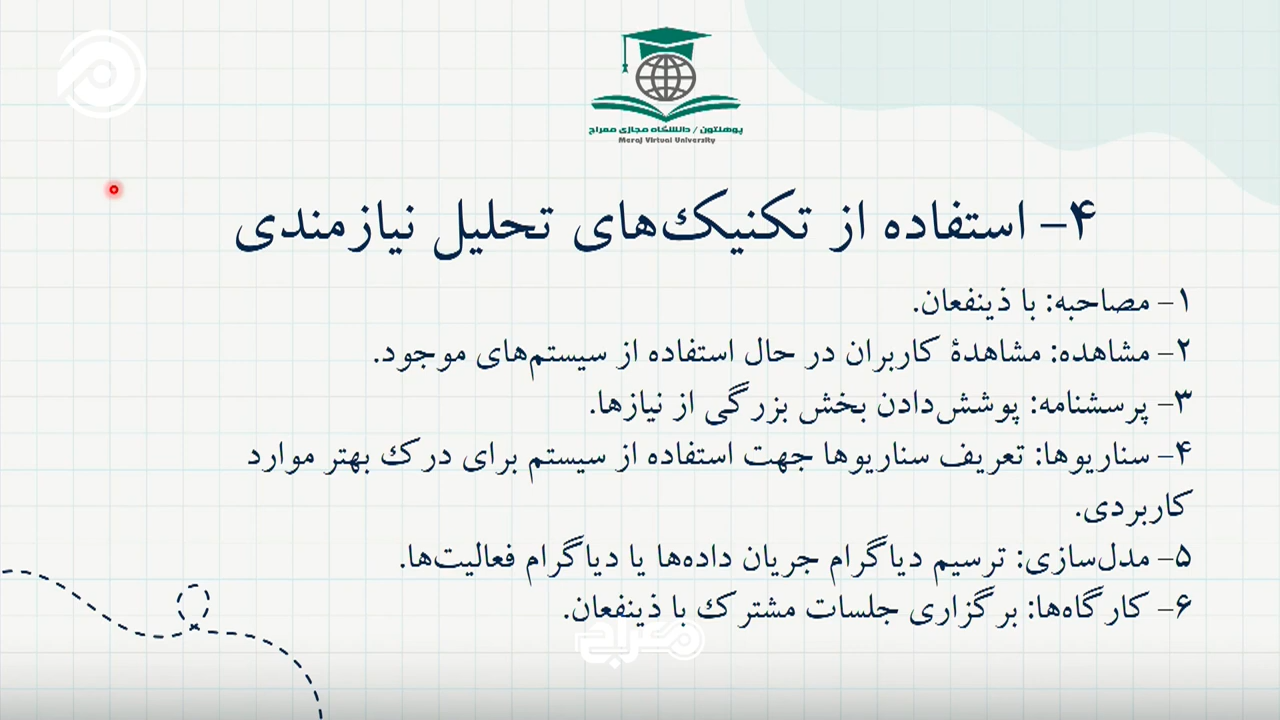 پوهنتون / دانشگاه مجازی معراج
Meraj Virtual University
۴- استفاده از تکنیک‌های تحلیل نیازمندی
۱- مصاحبه: با ذینفعان.
۲- مشاهده: مشاهدهٔ کاربران در حال استفاده از سیستم‌های موجود.
۳- پرسشنامه: پوشش‌دادن بخش بزرگی از نیازها.
۴- سناریوها: تعریف سناریوها جهت استفاده از سیستم برای درک بهتر موارد
کاربردی.
۵- مدل‌سازی: ترسیم دیاگرام جریان داده‌ها یا دیاگرام فعالیت‌ها.
۶- کارگاه‌ها: برگزاری جلسات مشترک با ذینفعان.
معراج